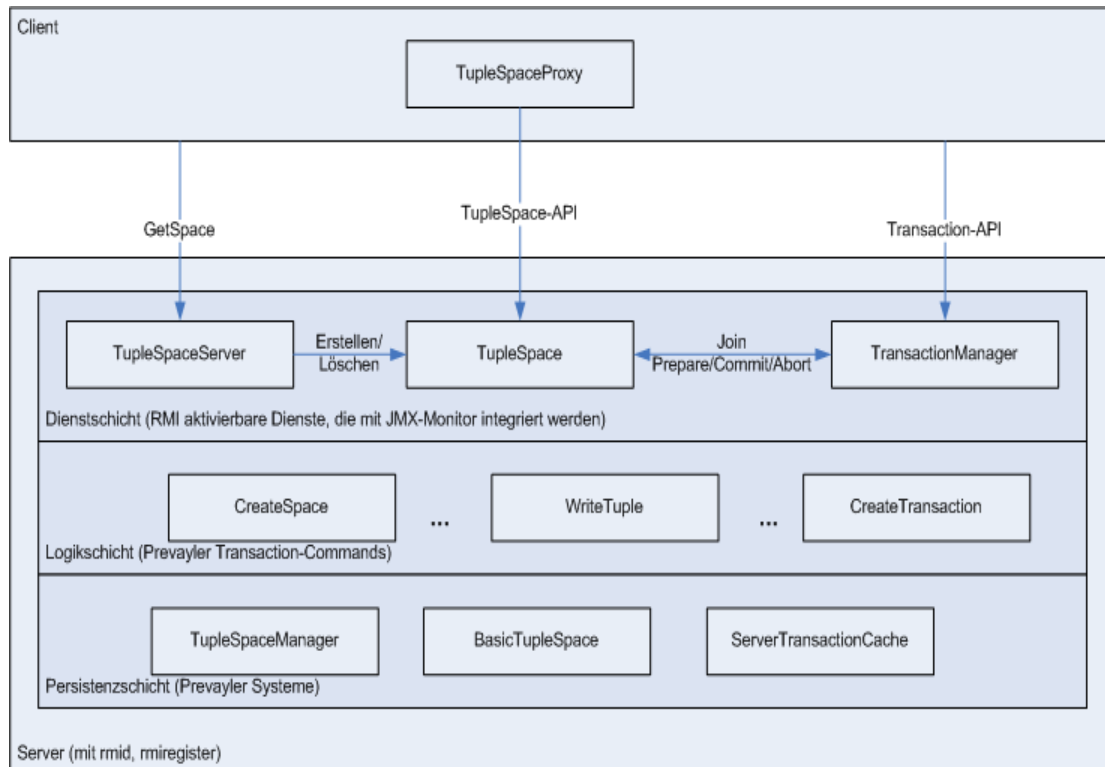 Client
TupleSpaceProxy
GetSpace
TupleSpace-API
Transaction-API
TupleSpaceServer
Erstellen/
Löschen
TupleSpace
Join
Prepare/Commit/Abort
TransactionManager
Dienstschicht (RMI aktivierbare Dienste, die mit JMX-Monitor integriert werden)
CreateSpace
...
WriteTuple
...
CreateTransaction
Logikschicht (Prevayler Transaction-Commands)
TupleSpaceManager
BasicTupleSpace
ServerTransactionCache
Persistenzschicht (Prevayler Systeme)
Server (mit rmid, rmiregister)